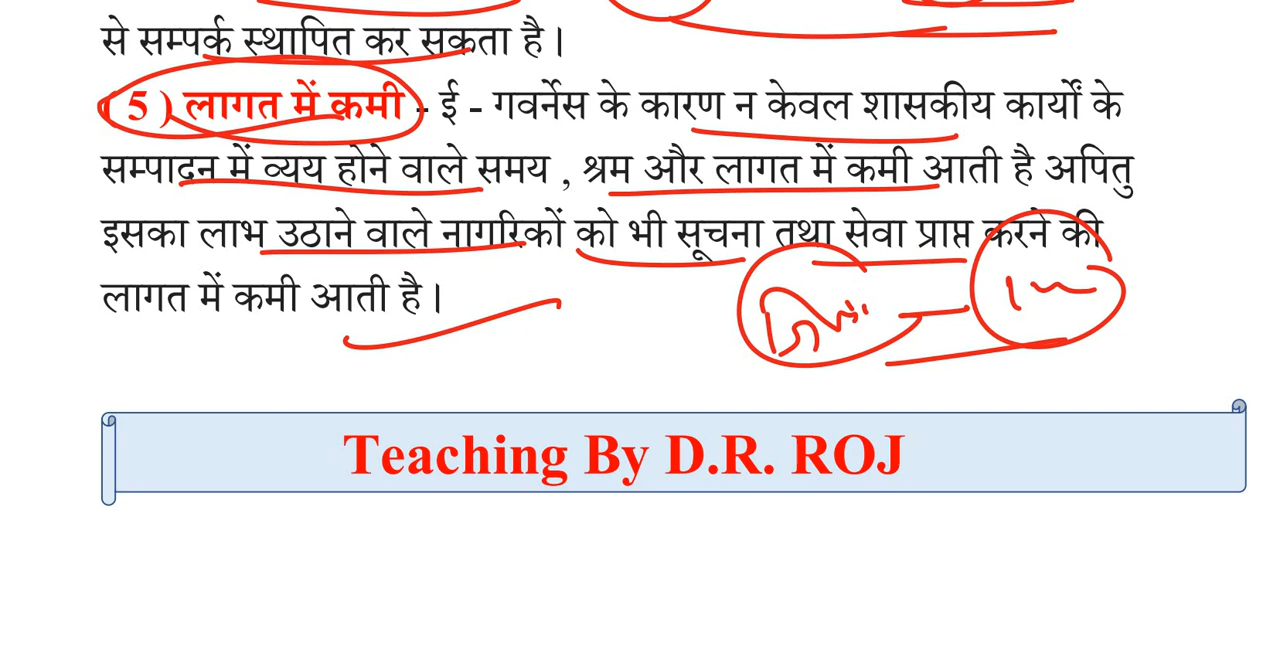 से सम्पर्क स्थापित कर सकता है।
( 5 ) लागत में कमी - ई - गवर्नेस के कारण न केवल शासकीय कार्यों के
सम्पादन में व्यय होने वाले समय , श्रम और लागत में कमी आती है अपितु
इसका लाभ उठाने वाले नागरिकों को भी सूचना तथा सेवा प्राप्त करने की
लागत में कमी आती है।
Teaching By D.R. ROJ